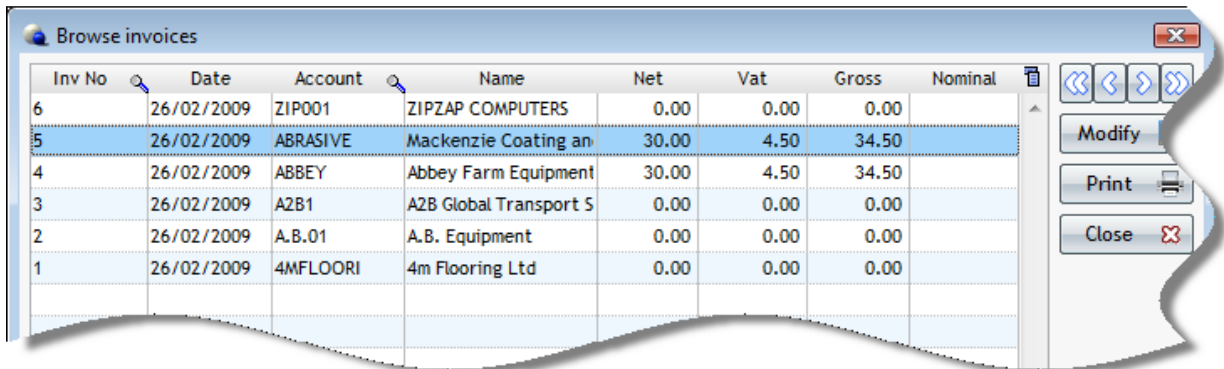 Browse invoices
Inv No Date Account Name Net Vat Gross Nominal
6 26/02/2009 ZIP001 ZIPZAP COMPUTERS 0.00 0.00 0.00
5 26/02/2009 ABRASIVE Mackenzie Coating an 30.00 4.50 34.50
Modify
4 26/02/2009 ABBEY Abbey Farm Equipment 30.00 4.50 34.50
Print
3 26/02/2009 A2B1 A2B Global Transport S 0.00 0.00 0.00
2 26/02/2009 A.B.01 A.B. Equipment 0.00 0.00 0.00
Close
1 26/02/2009 4MFLOORI 4m Flooring Ltd 0.00 0.00 0.00